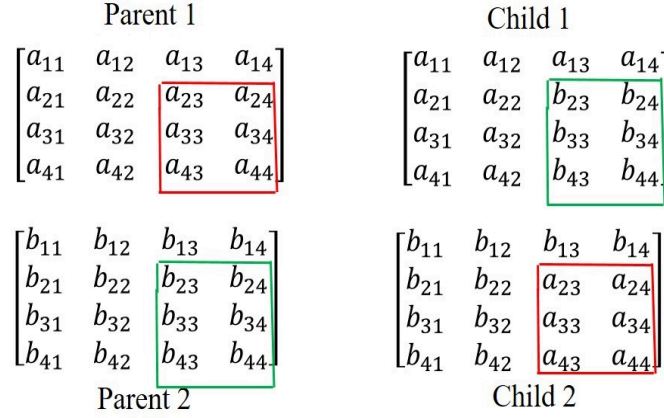 Parent 1
a11 a12 a13 a14
a21 a22 a23 a24
a31 a32 a33 a34
a41 a42 a43 a44
Child 1
a11 a12 a13 a14
a21 a22 b23 b24
a31 a32 b33 b34
a41 a42 b43 b44
b11 b12 b13 b14
b21 b22 b23 b24
b31 b32 b33 b34
b41 b42 b43 b44
Parent 2
b11 b12 b13 b14
b21 b22 a23 a24
b31 b32 a33 a34
b41 b42 a43 a44
Child 2